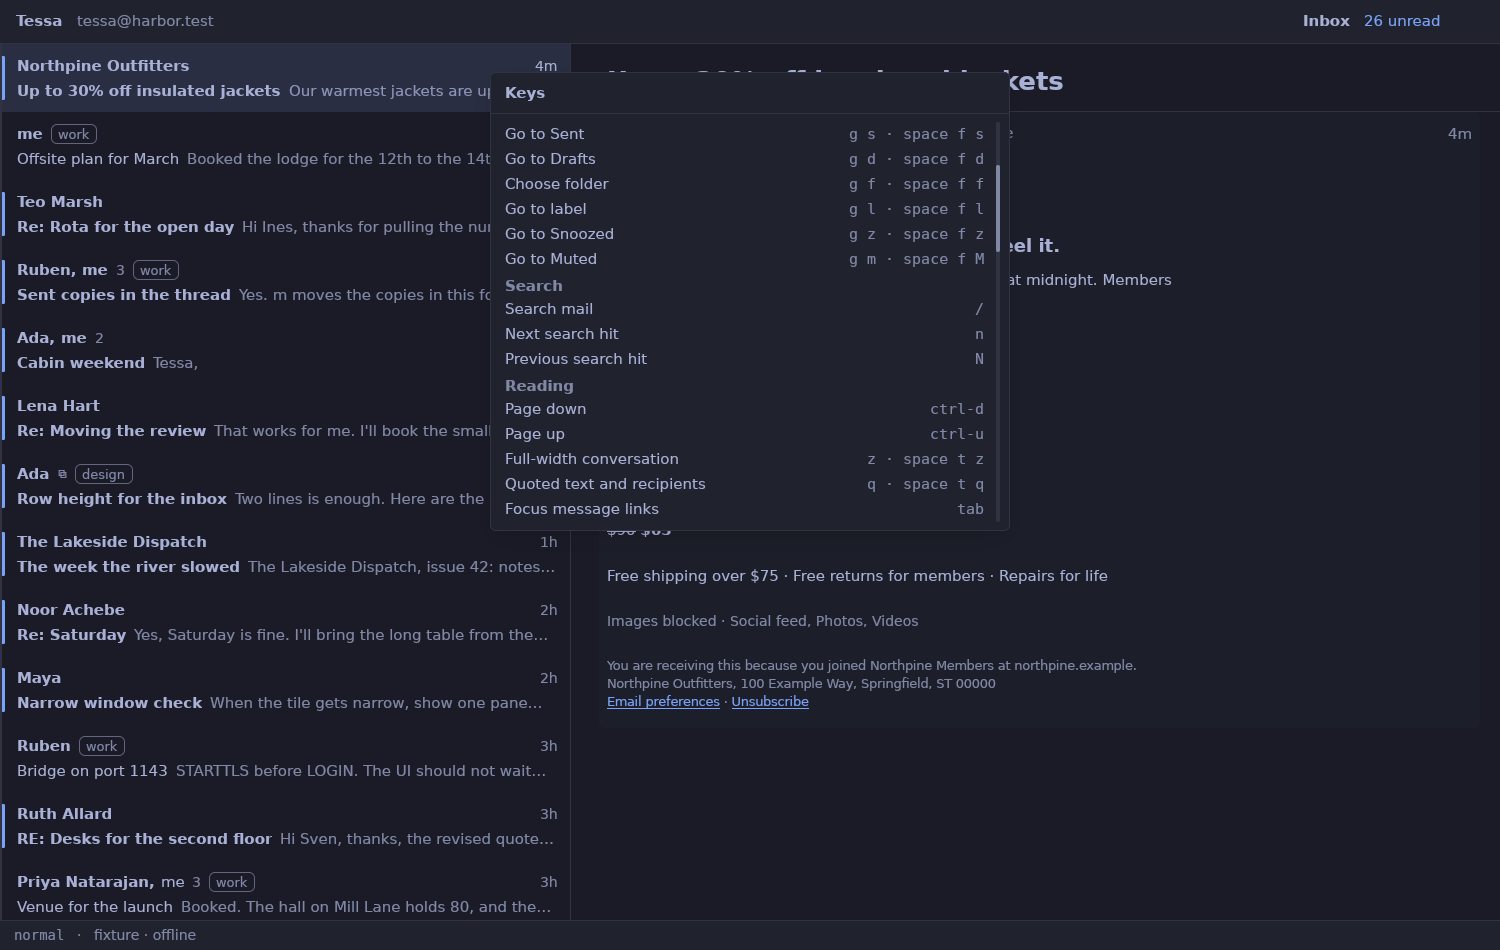 Tessa tessa@harbor.test
Inbox 26 unread
Northpine Outfitters 4m
Up to 30% off insulated jackets Our warmest jackets are up
me work
Offsite plan for March Booked the lodge for the 12th to the 14t
Teo Marsh
Re: Rota for the open day Hi Ines, thanks for pulling the nu
Ruben, me 3 work
Sent copies in the thread Yes. m moves the copies in this fo
Ada, me 2
Cabin weekend Tessa,
Lena Hart
Re: Moving the review That works for me. I'll book the small
Ada design
Row height for the inbox Two lines is enough. Here are the
The Lakeside Dispatch 1h
The week the river slowed The Lakeside Dispatch, issue 42: notes…
Noor Achebe 2h
Re: Saturday Yes, Saturday is fine. I'll bring the long table from the…
Maya 2h
Narrow window check When the tile gets narrow, show one pane…
Ruben work 3h
Bridge on port 1143 STARTTLS before LOGIN. The UI should not wait…
Ruth Allard 3h
RE: Desks for the second floor Hi Sven, thanks, the revised quote…
Priya Natarajan, me 3 work 3h
Venue for the launch Booked. The hall on Mill Lane holds 80, and the…
Keys
Go to Sent g s · space f s
Go to Drafts g d · space f d
Choose folder g f · space f f
Go to label g l · space f l
Go to Snoozed g z · space f z
Go to Muted g m · space f M
Search
Search mail /
Next search hit n
Previous search hit N
Reading
Page down ctrl-d
Page up ctrl-u
Full-width conversation z · space t z
Quoted text and recipients q · space t q
Focus message links tab
kets
4m
eel it.
at midnight. Members
Free shipping over $75 · Free returns for members · Repairs for life
Images blocked · Social feed, Photos, Videos
You are receiving this because you joined Northpine Members at northpine.example.
Northpine Outfitters, 100 Example Way, Springfield, ST 00000
Email preferences · Unsubscribe
normal · fixture · offline